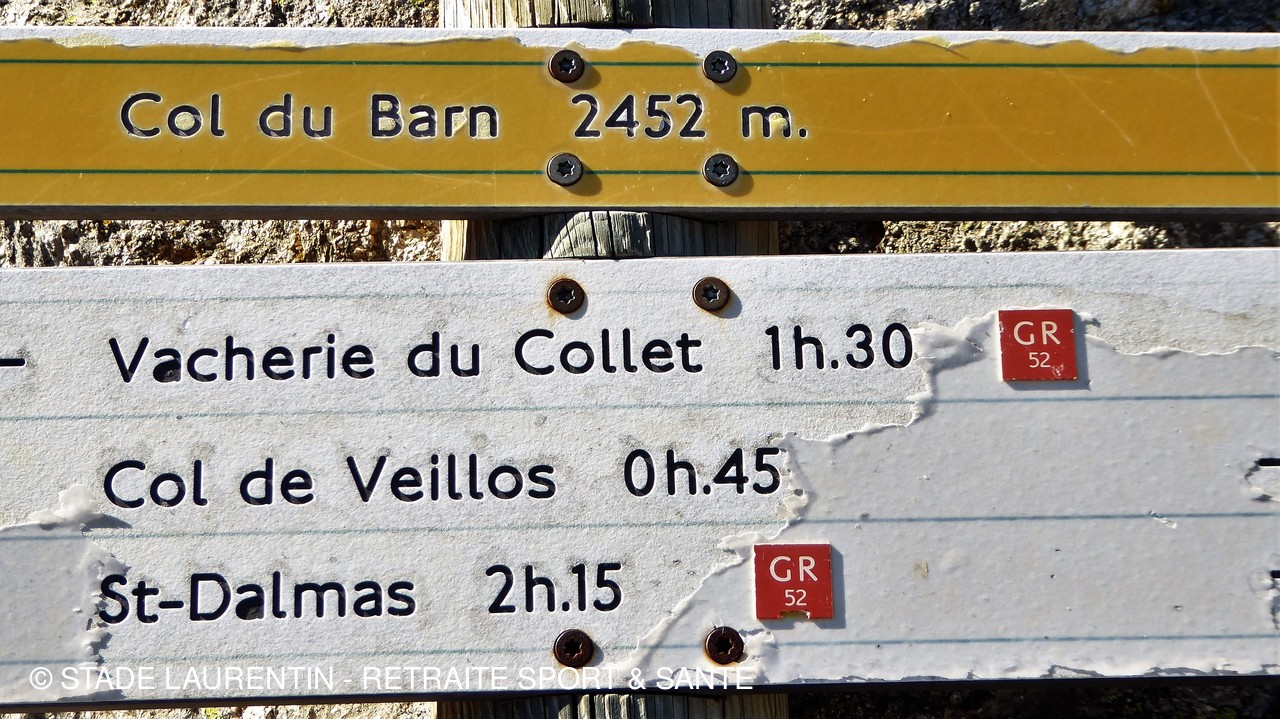 Col du Barn 2452 m.
Vacherie du Collet 1h.30 GR 52
Col de Veillos 0h.45
St-Dalmas 2h.15 GR 52
© STADE LAURENTIN - RETRAITE SPORT & SANTE